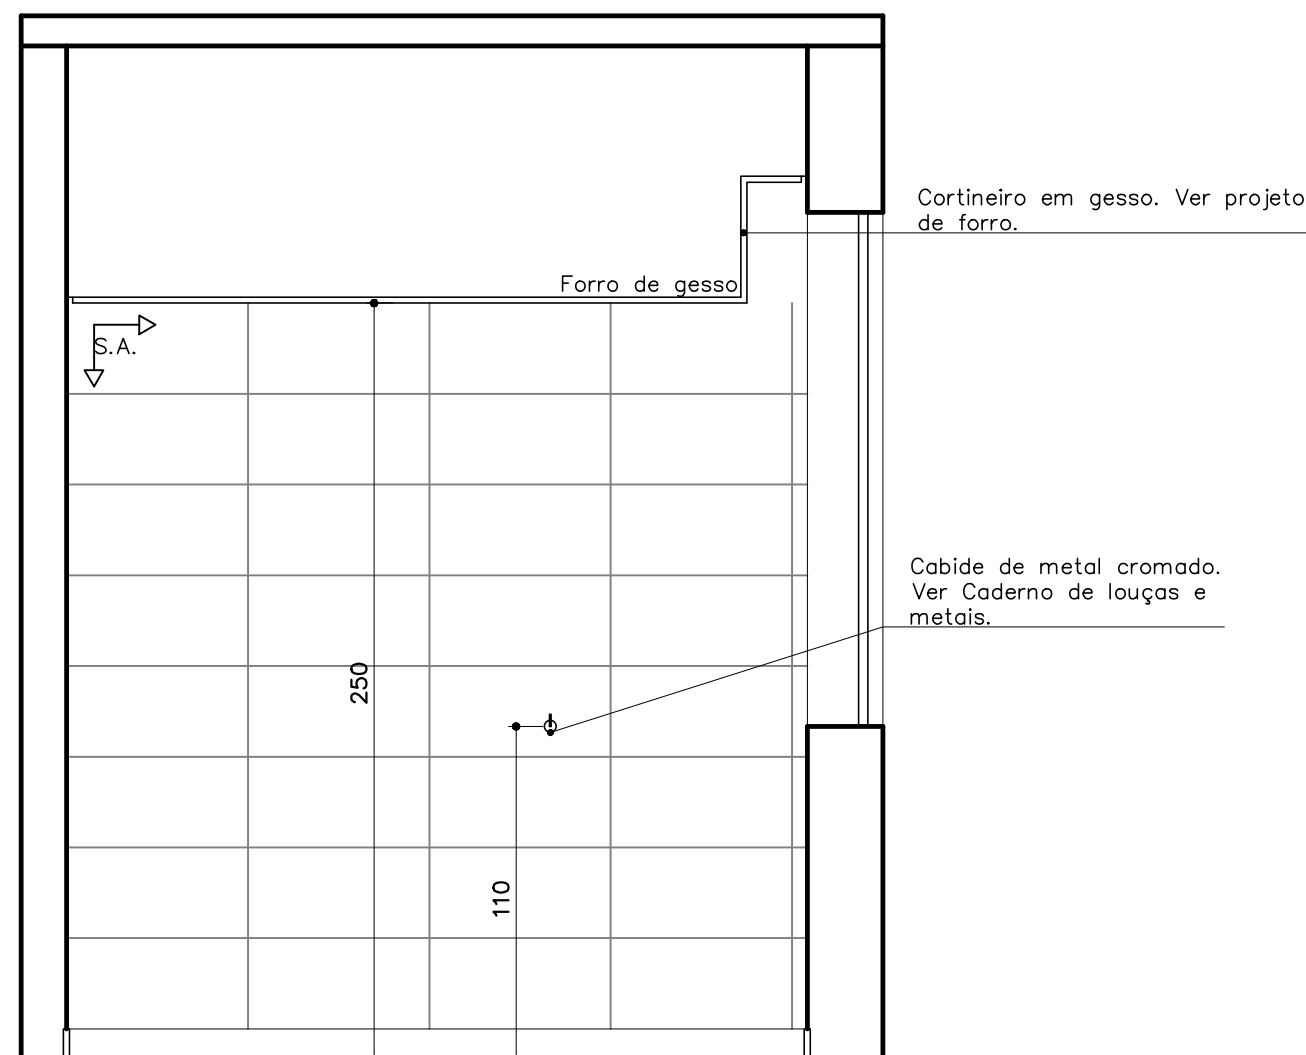 Cortineiro em gesso. Ver projeto
de forro.
Forro de gesso
S.A.
Cabide de metal cromado.
Ver Caderno de louças e
metais.
250
110